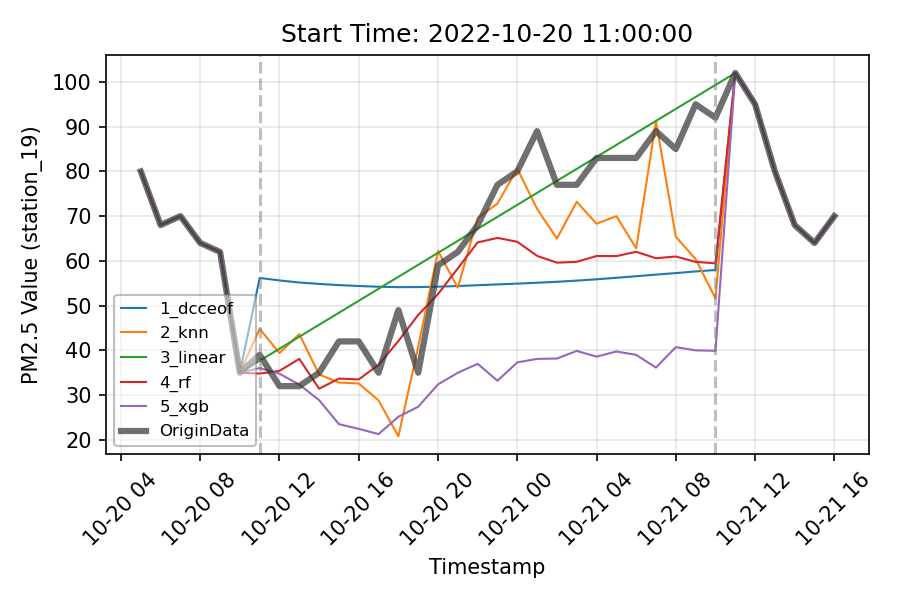 Start Time: 2022-10-20 11:00:00
PM2.5 Value (station_19)
100
90
80
70
60
50
40
30
20
1_dcceof
2_knn
3_linear
4_rf
5_xgb
OriginData
10-20 04
10-20 08
10-20 12
10-20 16
10-20 20
10-21 00
10-21 04
10-21 08
10-21 12
10-21 16
Timestamp